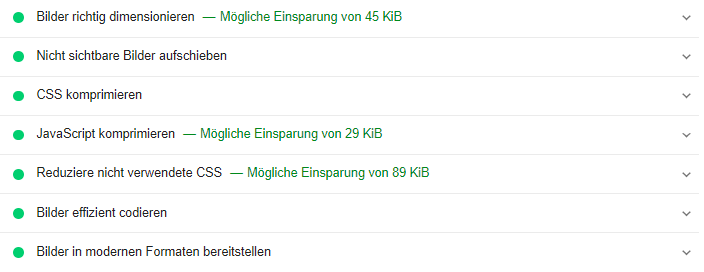 Bilder richtig dimensionieren — Mögliche Einsparung von 45 KiB
Nicht sichtbare Bilder aufschieben
CSS komprimieren
JavaScript komprimieren — Mögliche Einsparung von 29 KiB
Reduziere nicht verwendete CSS — Mögliche Einsparung von 89 KiB
Bilder effizient codieren
Bilder in modernen Formaten bereitstellen